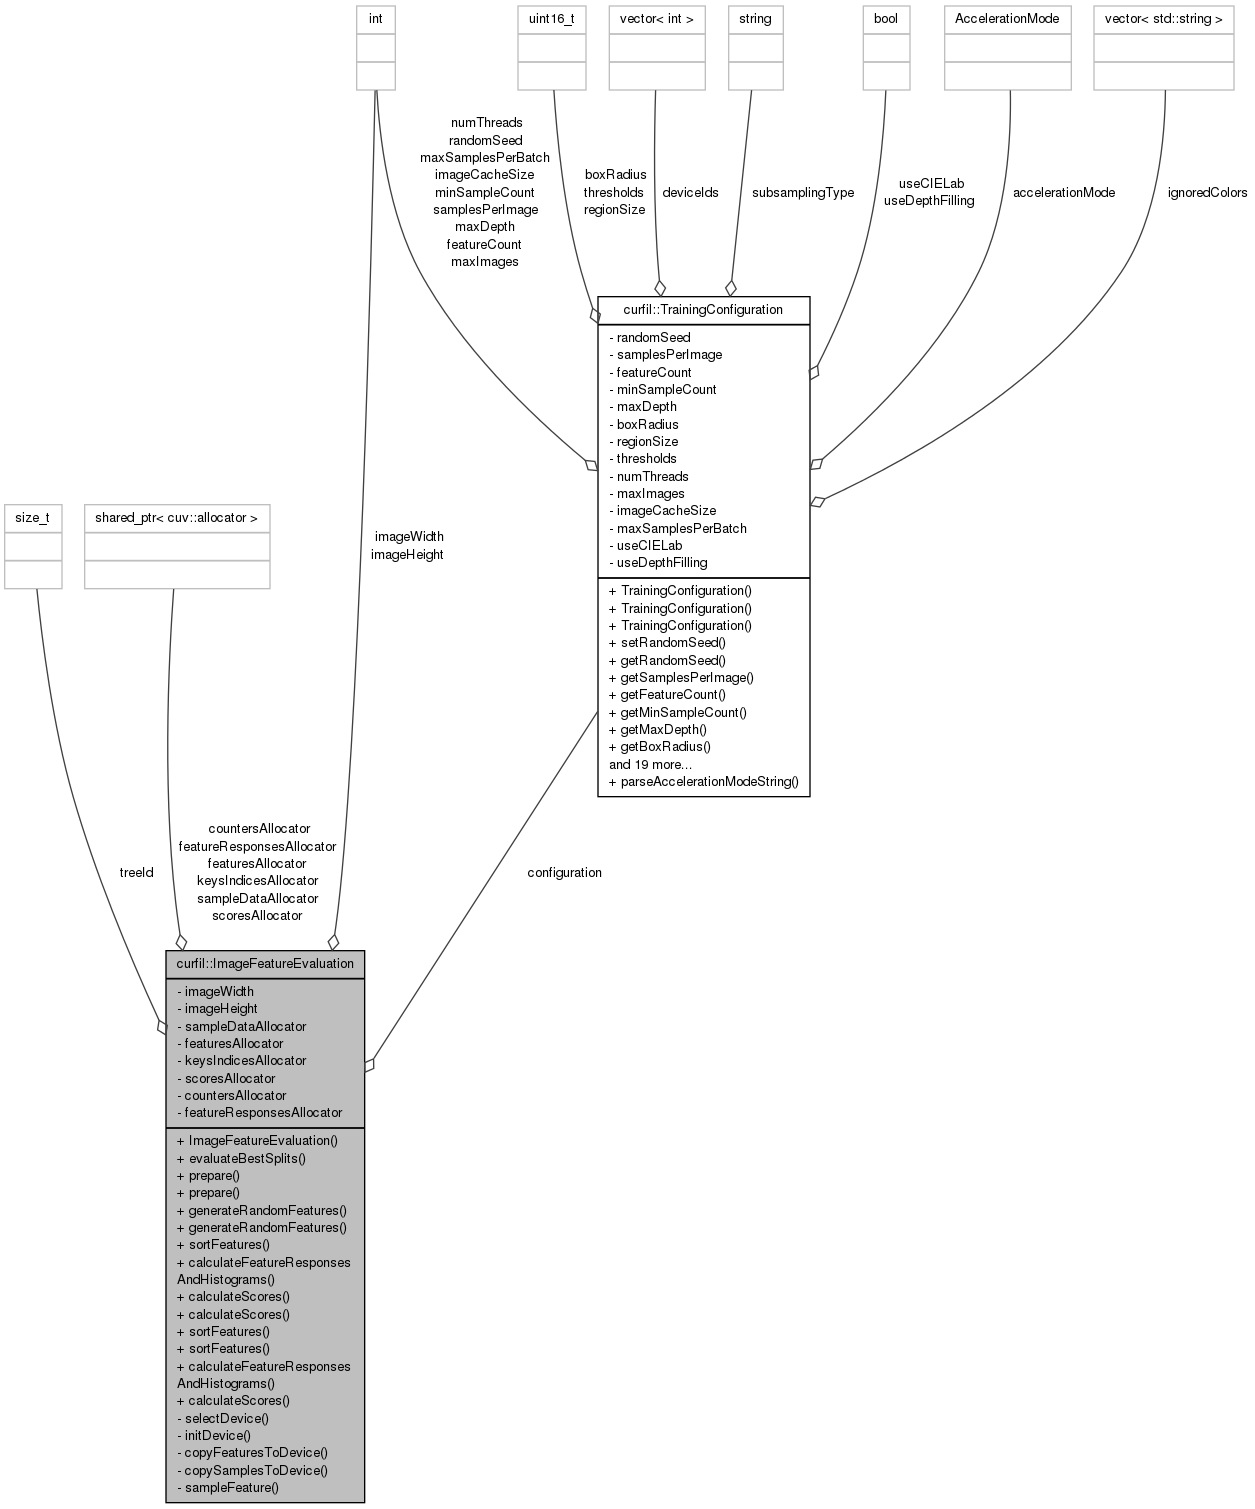 int
uint16_t
vector< int >
string
bool
AccelerationMode
vector< std::string >
numThreads
randomSeed
maxSamplesPerBatch
imageCacheSize
minSampleCount
samplesPerImage
maxDepth
featureCount
maxImages
boxRadius
thresholds
regionSize
deviceIds
subsamplingType
useCIELab
useDepthFilling
accelerationMode
ignoredColors
curfil::TrainingConfiguration
- randomSeed
- samplesPerImage
- featureCount
- minSampleCount
- maxDepth
- boxRadius
- regionSize
- thresholds
- numThreads
- maxImages
- imageCacheSize
- maxSamplesPerBatch
- useCIELab
- useDepthFilling
+ TrainingConfiguration()
+ TrainingConfiguration()
+ TrainingConfiguration()
+ setRandomSeed()
+ getRandomSeed()
+ getSamplesPerImage()
+ getFeatureCount()
+ getMinSampleCount()
+ getMaxDepth()
+ getBoxRadius()
and 19 more...
+ parseAccelerationModeString()
size_t
shared_ptr< cuv::allocator >
imageWidth
imageHeight
treeId
countersAllocator
featureResponsesAllocator
featuresAllocator
keysIndicesAllocator
sampleDataAllocator
scoresAllocator
configuration
curfil::ImageFeatureEvaluation
- imageWidth
- imageHeight
- sampleDataAllocator
- featuresAllocator
- keysIndicesAllocator
- scoresAllocator
- countersAllocator
- featureResponsesAllocator
+ ImageFeatureEvaluation()
+ evaluateBestSplits()
+ prepare()
+ prepare()
+ generateRandomFeatures()
+ generateRandomFeatures()
+ sortFeatures()
+ calculateFeatureResponses
AndHistograms()
+ calculateScores()
+ calculateScores()
+ sortFeatures()
+ sortFeatures()
+ calculateFeatureResponses
AndHistograms()
+ calculateScores()
- selectDevice()
- initDevice()
- copyFeaturesToDevice()
- copySamplesToDevice()
- sampleFeature()